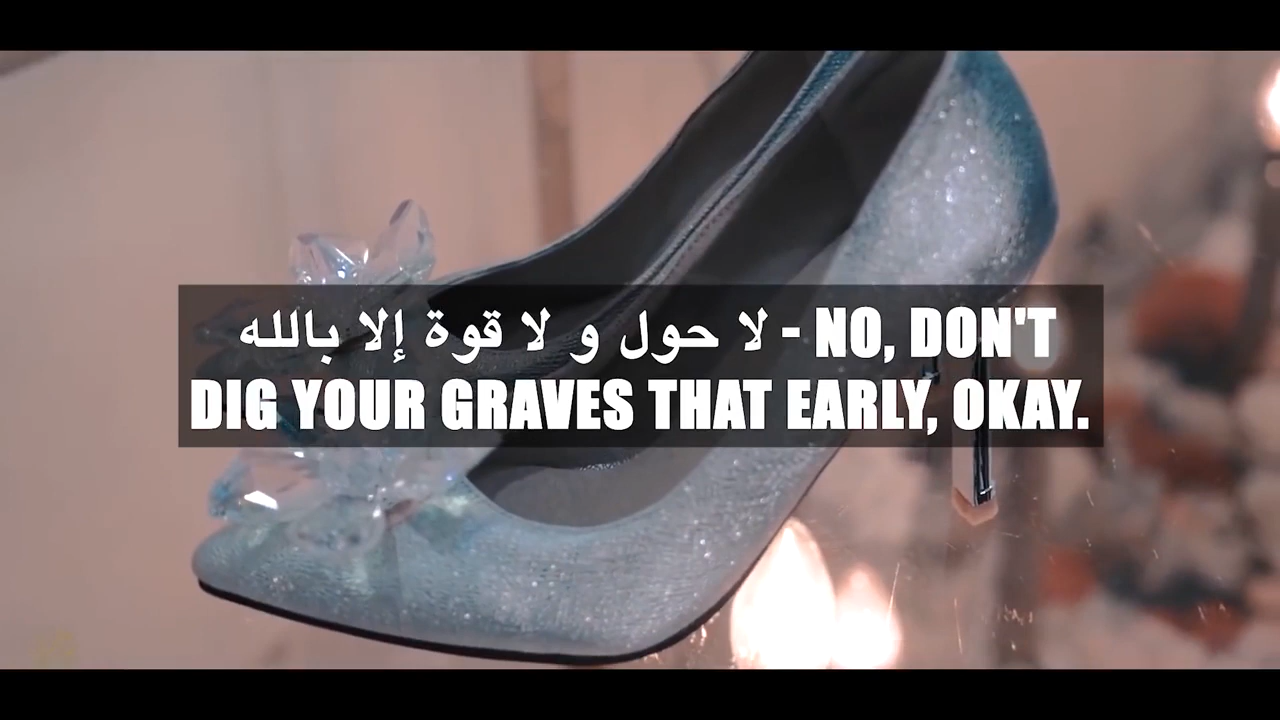 لا حول و لا قوة إلا بالله - NO, DON'T
DIG YOUR GRAVES THAT EARLY, OKAY.